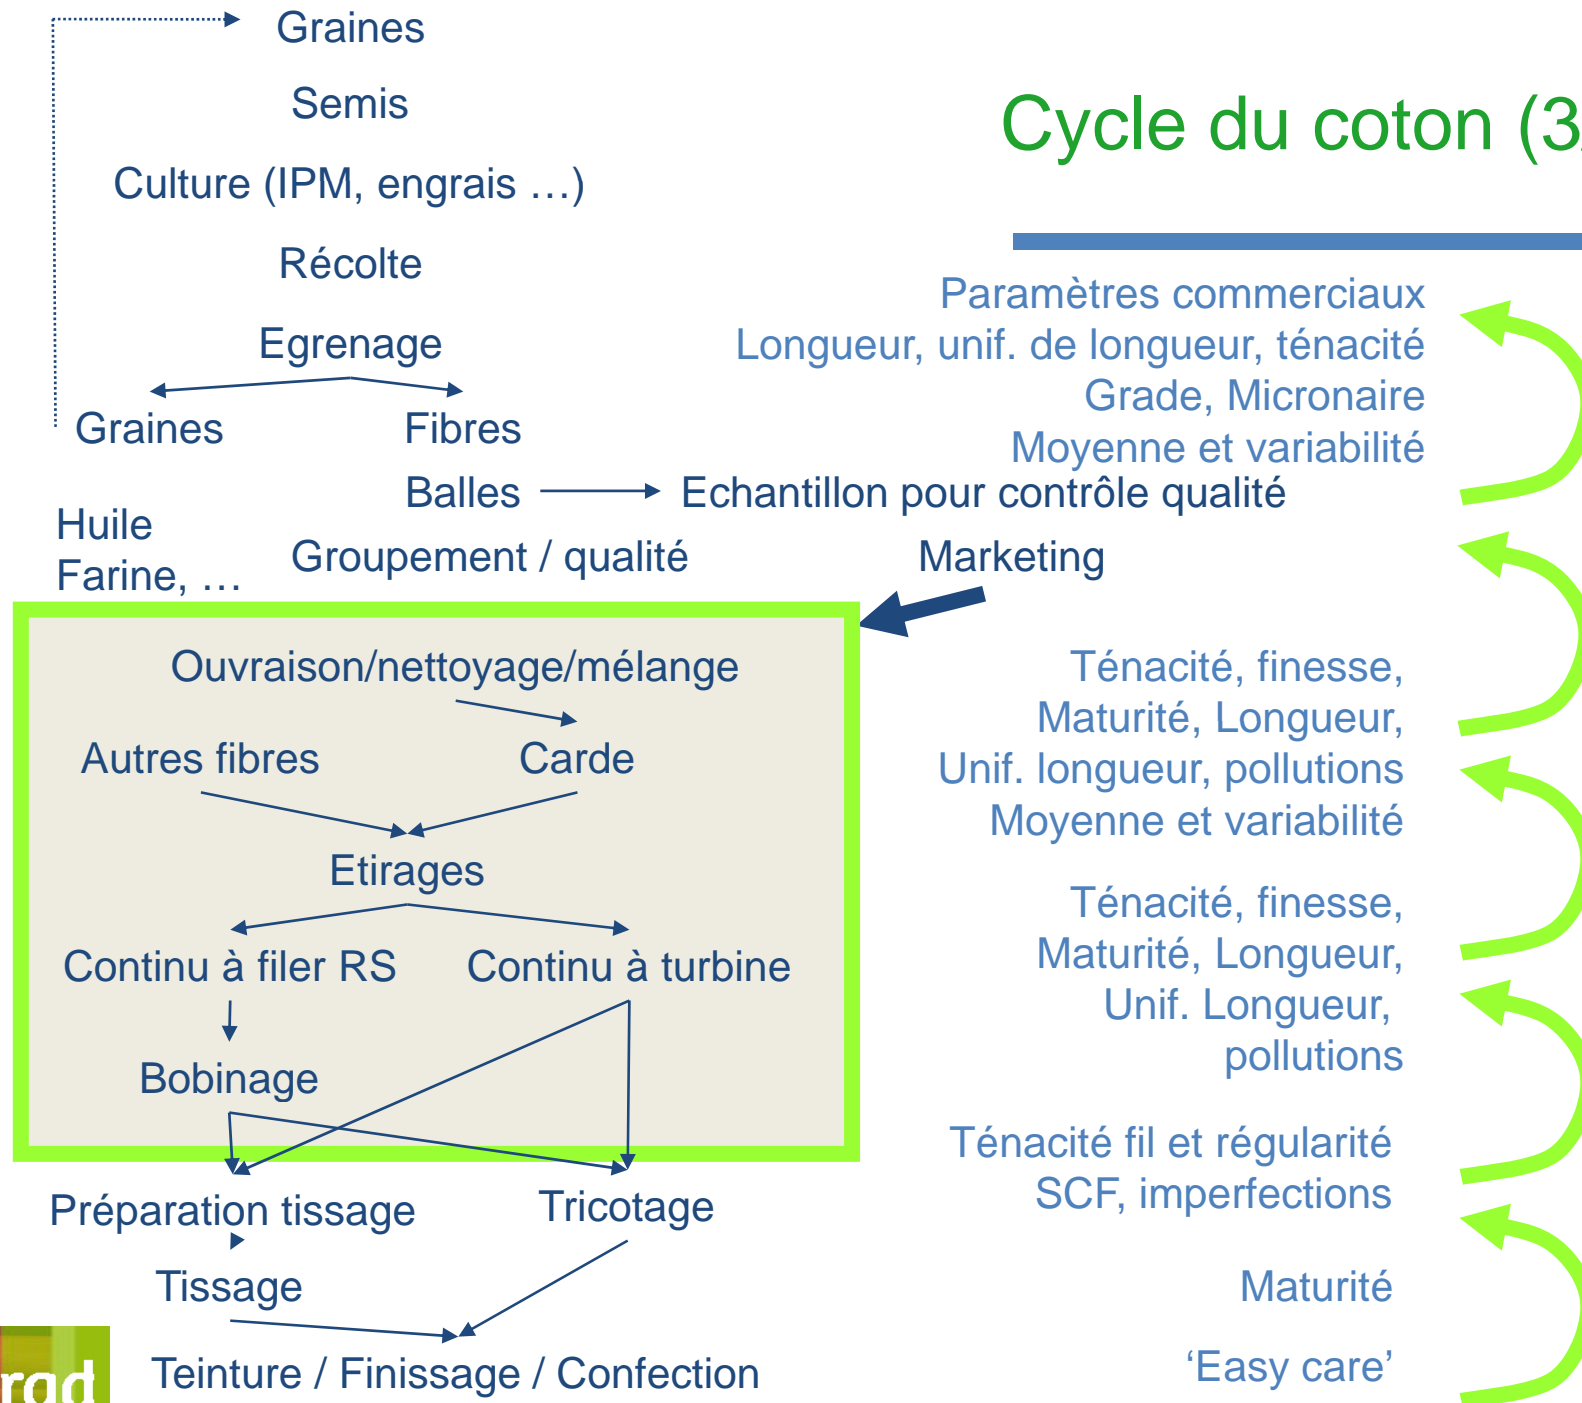 Graines
Semis
Cycle du coton (3/
Culture (IPM, engrais …)
Récolte
Egrenage
Graines
Fibres
Paramètres commerciaux
Longueur, unif. de longueur, ténacité
Grade, Micronaire
Moyenne et variabilité
Balles
Echantillon pour contrôle qualité
Huile
Farine, …
Groupement / qualité
Marketing
Ouvraison/nettoyage/mélange
Autres fibres
Carde
Etirages
Continu à filer RS
Continu à turbine
Bobinage
Préparation tissage
Tricotage
Tissage
Teinture / Finissage / Confection
Ténacité, finesse,
Maturité, Longueur,
Unif. longueur, pollutions
Moyenne et variabilité
Ténacité, finesse,
Maturité, Longueur,
Unif. Longueur,
pollutions
Ténacité fil et régularité
SCF, imperfections
Maturité
‘Easy care’
rad